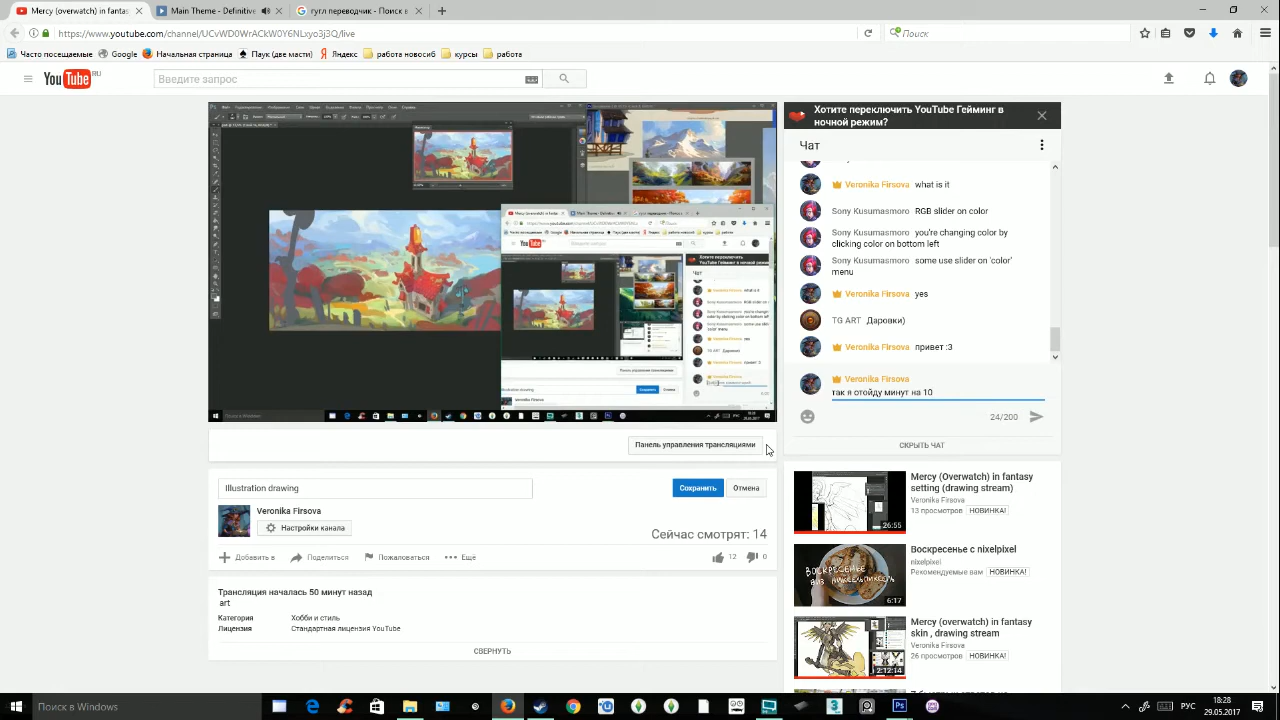 Mercy (overwatch) in fantas
Main Theme - Definitive
гугл переводчик - Поиск в
https://www.youtube.com/channel/UCvWD0WrACkW0Y6NLxyo3j3Q/live
Поиск
Часто посещаемые
Google
Начальная страница
Паук (две масти)
Яндекс
работа новосиб
курсы
работа
YouTube RU
Введите запрос
Хотите переключить YouTube Гейминг в
ночной режим?
Чат
Veronika Firsova what is it
Sony Kusumasmoro RGB slider on color
Sony Kusumasmoro you're changing color by
clicking color on bottom left
Sony Kusumasmoro some use slider on 'color'
menu
Veronika Firsova yes
TG ART Даровки)
Veronika Firsova привет :3
Veronika Firsova
так я отойду минут на 10
24/200
СКРЫТЬ ЧАТ
Панель управления трансляциями
Illustration drawing
Сохранить
Отмена
Veronika Firsova
Настройки канала
Сейчас смотрят: 14
Добавить в
Поделиться
Пожаловаться
Ещё
12
0
Трансляция началась 50 минут назад
art
Категория Хобби и стиль
Лицензия Стандартная лицензия YouTube
СВЕРНУТЬ
Mercy (Overwatch) in fantasy
setting (drawing stream)
Veronika Firsova
13 просмотров НОВИНКА!
26:55
Воскресенье с nixelpixel
nixelpixel
Рекомендуемые вам НОВИНКА!
6:17
Mercy (overwatch) in fantasy
skin , drawing stream
Veronika Firsova
26 просмотров НОВИНКА!
2:12:14
Поиск в Windows
РУС
18:28
29.05.2017